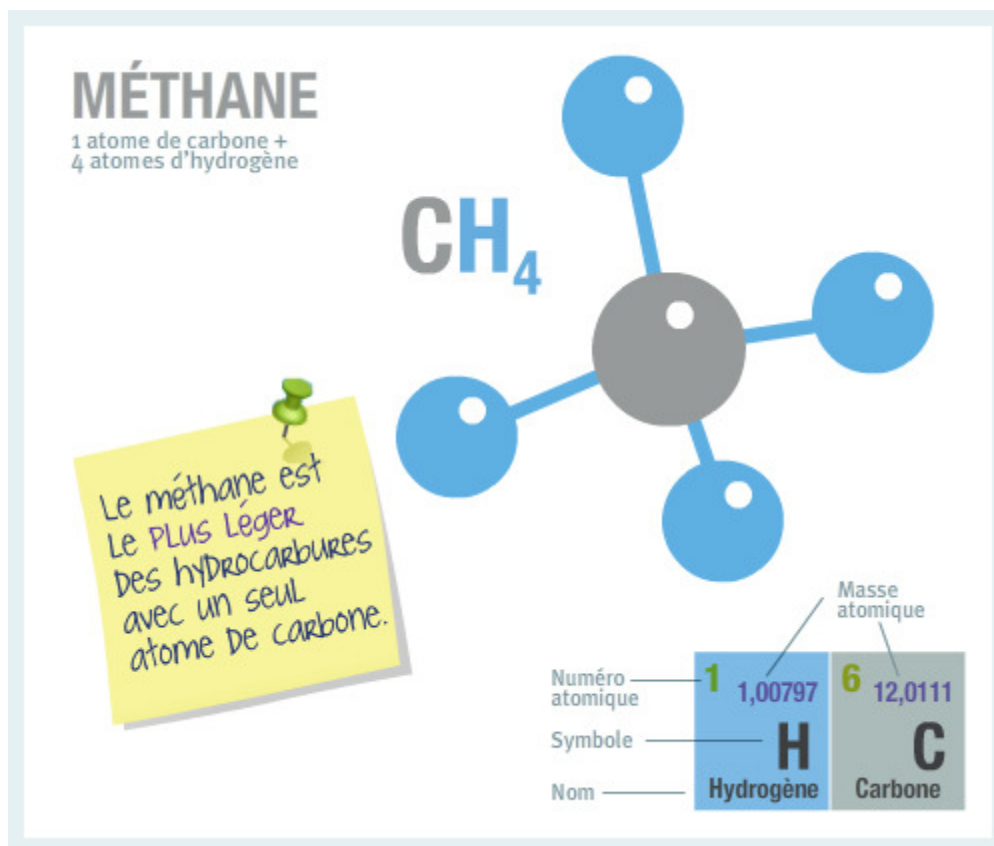 MÉTHANE
1 atome de carbone +
4 atomes d'hydrogène
CH₄
Le méthane est
Le PLUS LÉGER
DES HYDROCARBURES
avec un seul
atome De carbone.
Masse
atomique
Numéro
atomique
1 1,00797 6 12,0111
Symbole
H C
Nom
Hydrogène Carbone